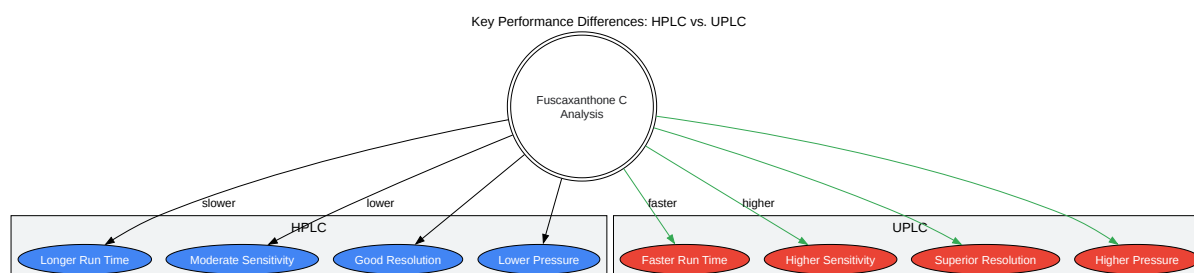 Key Performance Differences: HPLC vs. UPLC
Fuscaxanthone C
Analysis
slower
lower
faster
higher
HPLC
UPLC
Longer Run Time
Moderate Sensitivity
Good Resolution
Lower Pressure
Faster Run Time
Higher Sensitivity
Superior Resolution
Higher Pressure